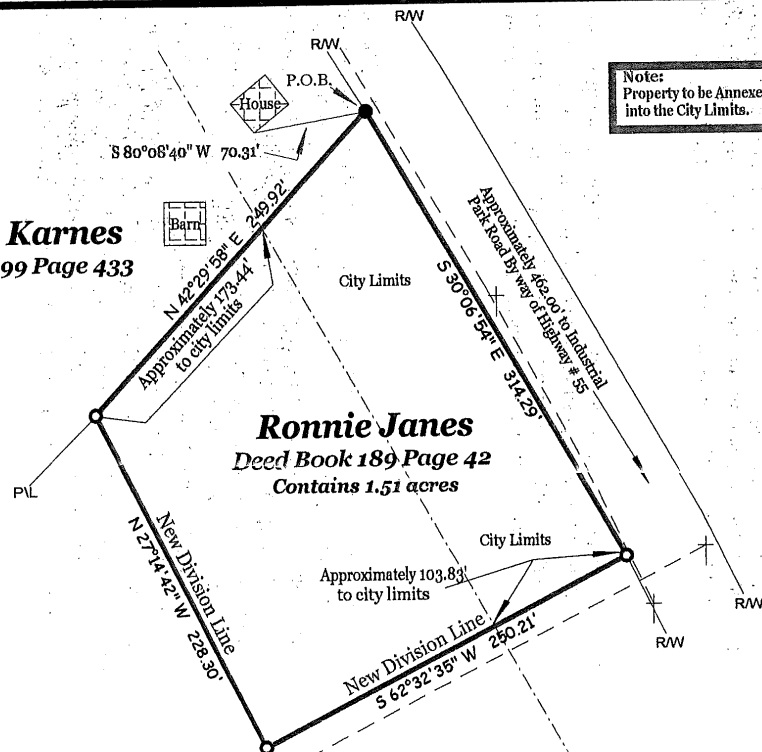 R/W
R/W
Note:
Property to be Annexe
into the City Limits.
P.O.B.
House
S 80°08'40" W 70.31'
Barn
Karnes
99 Page 433
N 42°29'58" E 249.92'
Approximately 173.44'
to city limits
City Limits
S 30°06'54" E 314.29'
Approximately 462.00' to Industrial
Park Road By way of Highway # 55
Ronnie Janes
Deed Book 189 Page 42
Contains 1.51 acres
P\L
New Division Line
N 27°14'42" W 228.30'
City Limits
Approximately 103.83'
to city limits
New Division Line
S 62°32'35" W 250.21'
R/W
R/W